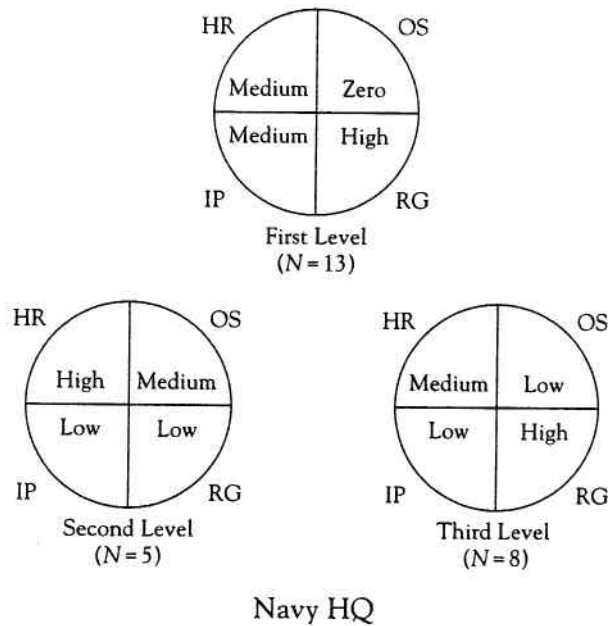 HR OS
Medium Zero
Medium High
IP RG
First Level
(N=13)
HR OS
High Medium
Low Low
IP RG
Second Level
(N=5)
HR OS
Medium Low
Low High
IP RG
Third Level
(N=8)
Navy HQ